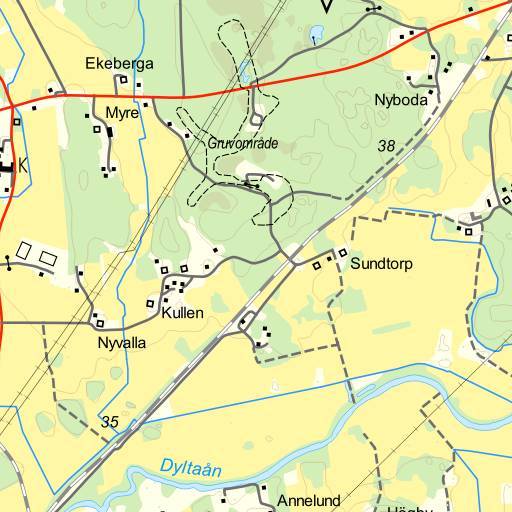 Ekeberga
Myre
Nyboda
Gruvområde
38
K
Sundtorp
Kullen
Nyvalla
35
Dyltaån
Annelund